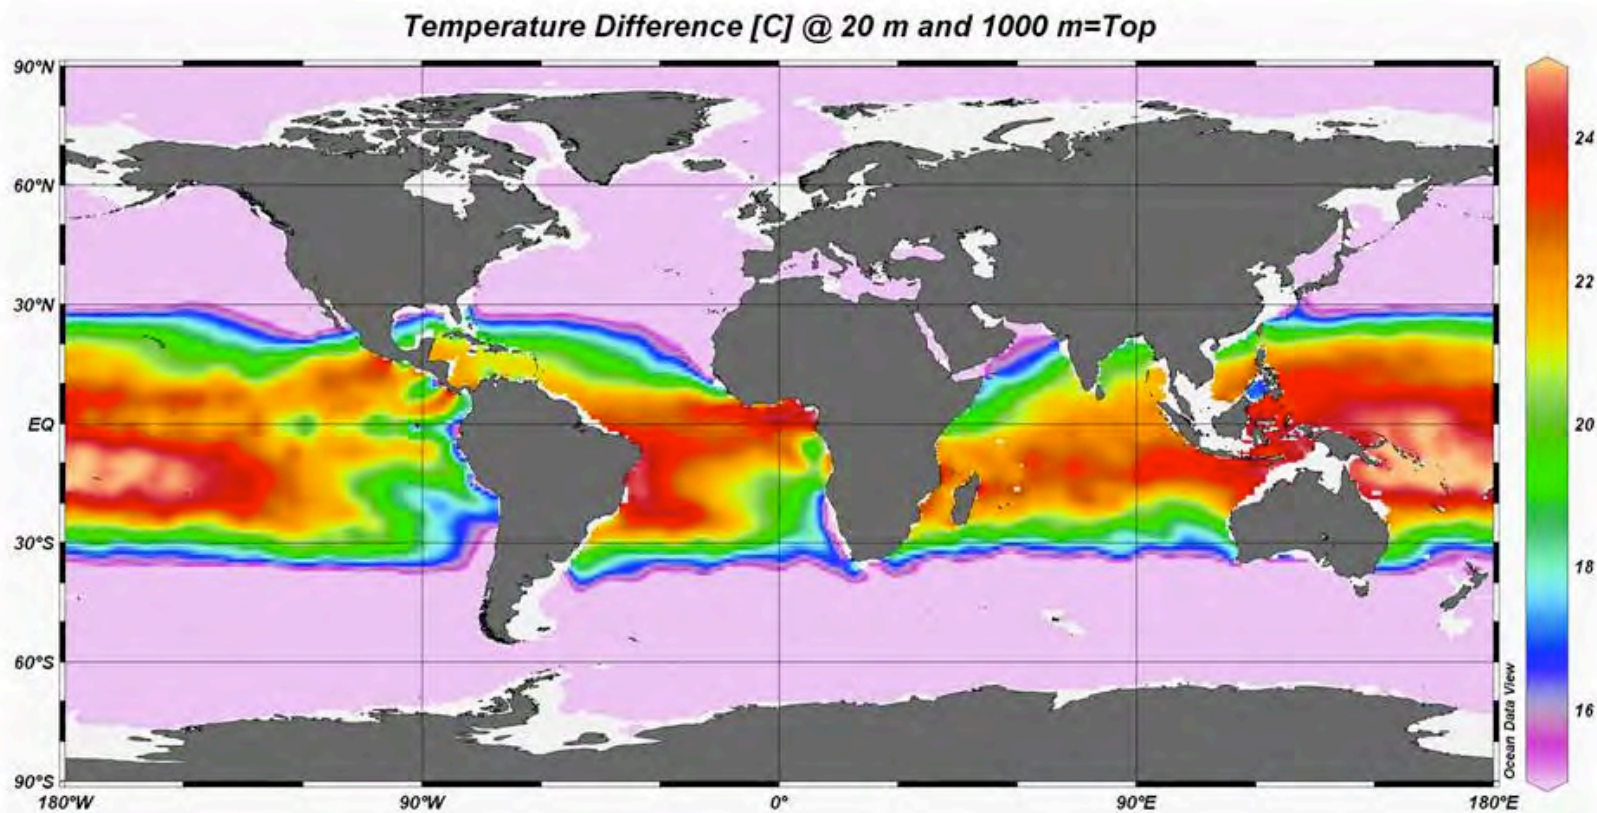 Temperature Difference [C] @ 20 m and 1000 m=Top
90°N
60°N
30°N
EQ
30°S
60°S
90°S
180°W
90°W
0°
90°E
180°E
24
22
20
18
16
Ocean Data View